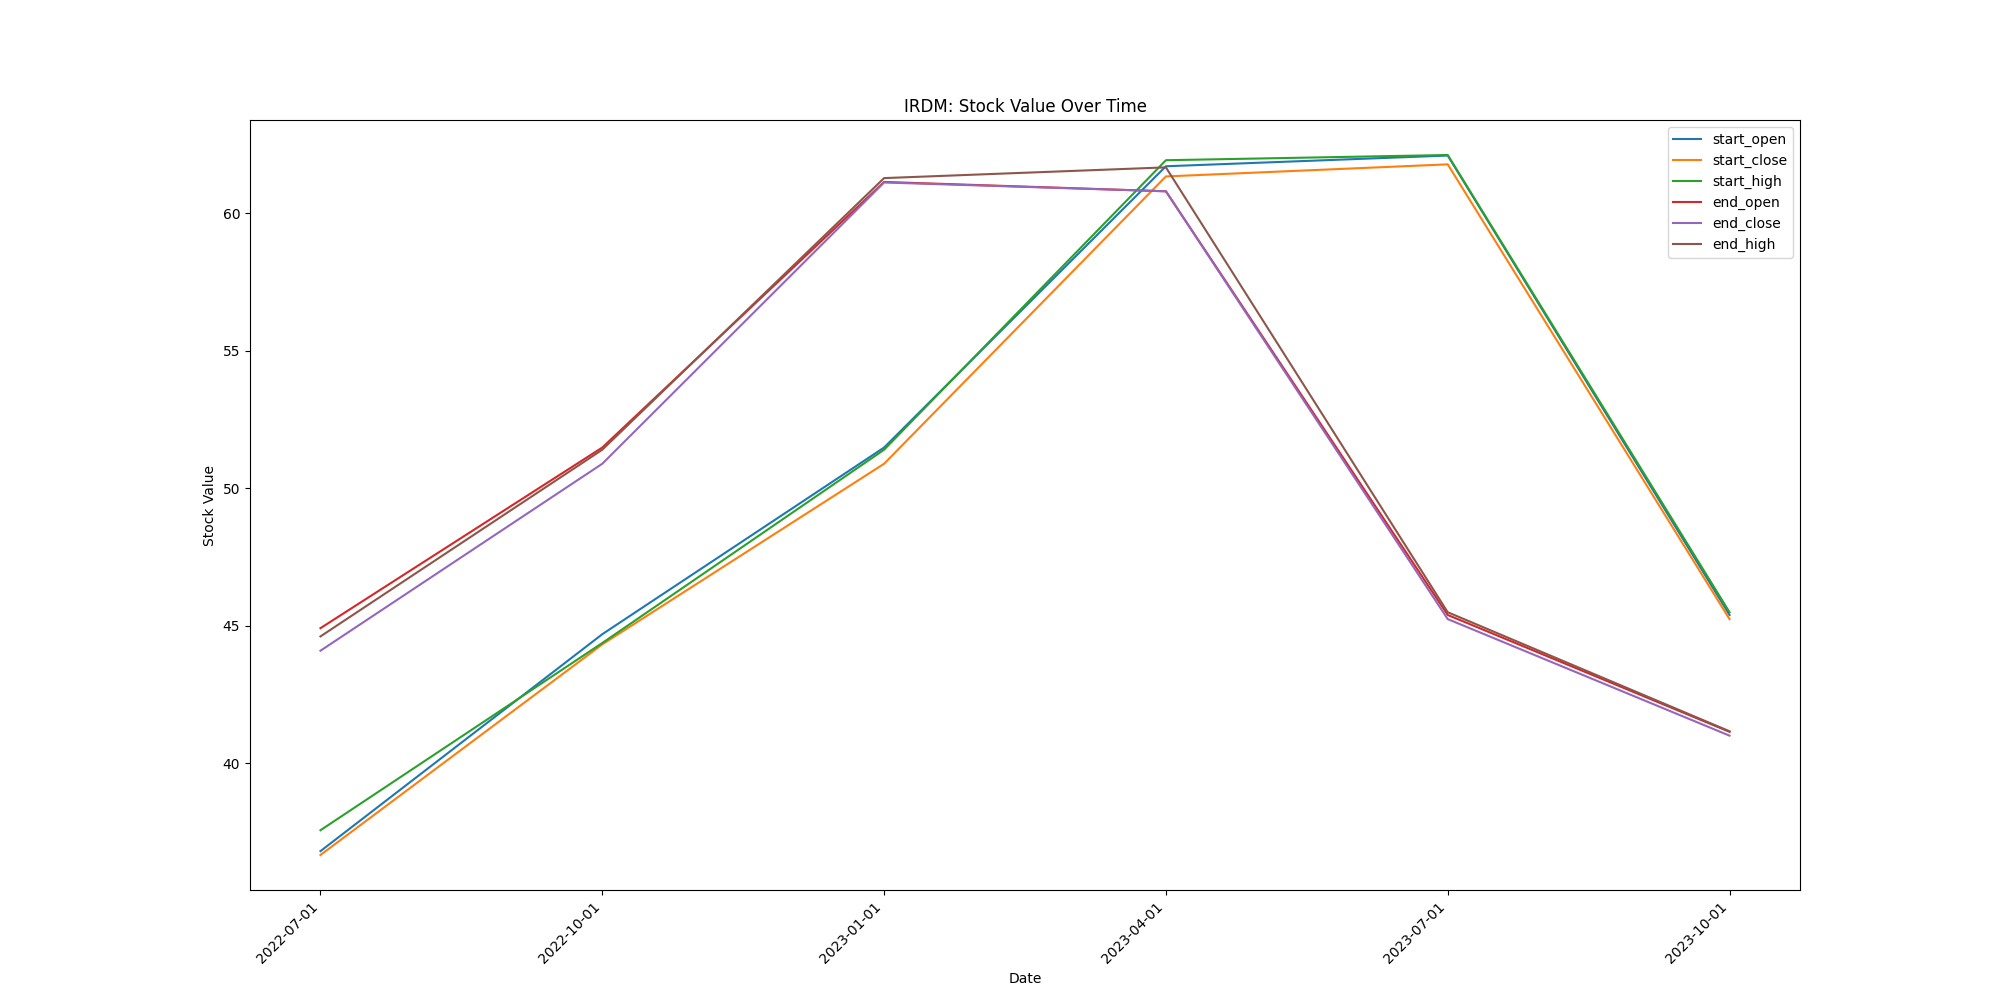 IRDM: Stock Value Over Time
start_open
start_close
start_high
end_open
end_close
end_high
Stock Value
60
55
50
45
40
2022-07-01
2022-10-01
2023-01-01
2023-04-01
2023-07-01
2023-10-01
Date